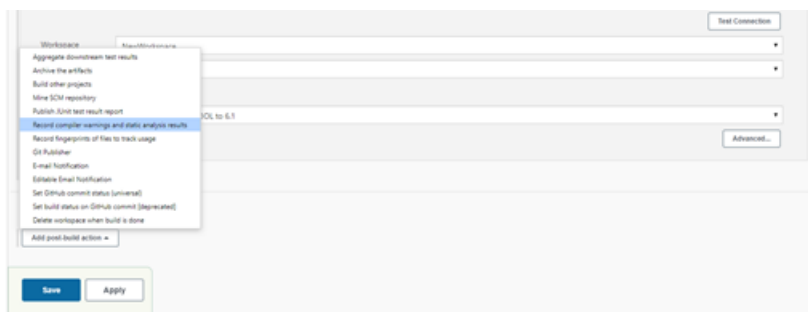 Test Connection
Workspace NewWorkspace
Aggregate downstream test results
Archive the artifacts
Build other projects
Mine SCM repository
Publish JUnit test result report
OL to 6.1
Record compiler warnings and static analysis results
Record fingerprints of files to track usage
Advanced...
Git Publisher
E-mail Notification
Editable Email Notification
Set GitHub commit status (universal)
Set build status on GitHub commit [deprecated]
Delete workspace when build is done
Add post-build action
Save Apply